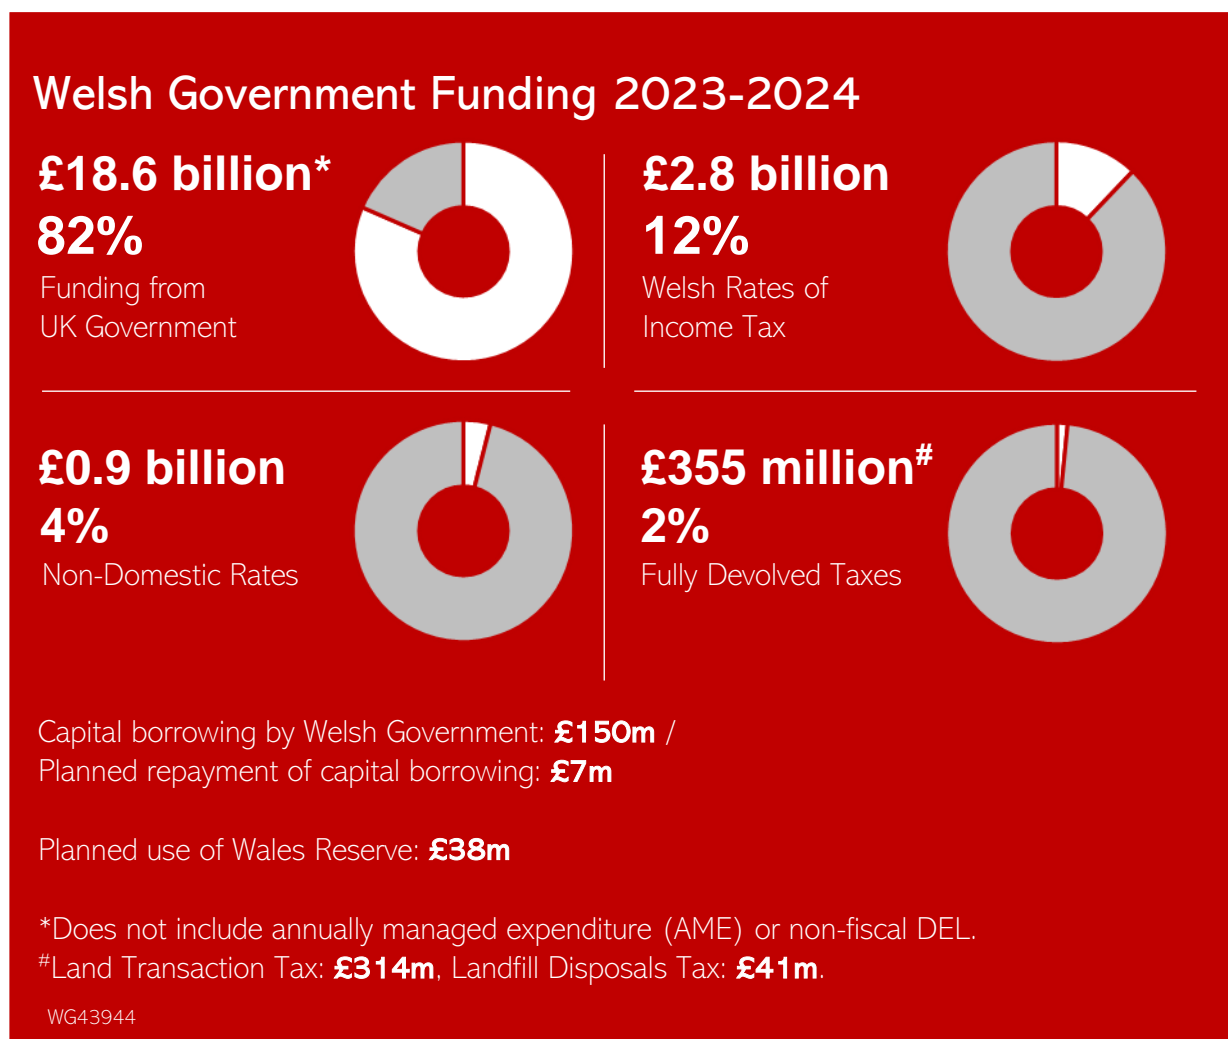 Welsh Government Funding 2023-2024
£18.6 billion*
82%
Funding from
UK Government
£2.8 billion
12%
Welsh Rates of
Income Tax
£0.9 billion
4%
Non-Domestic Rates
£355 million#
2%
Fully Devolved Taxes
Capital borrowing by Welsh Government: £150m /
Planned repayment of capital borrowing: £7m
Planned use of Wales Reserve: £38m
*Does not include annually managed expenditure (AME) or non-fiscal DEL.
#Land Transaction Tax: £314m, Landfill Disposals Tax: £41m.
WG43944